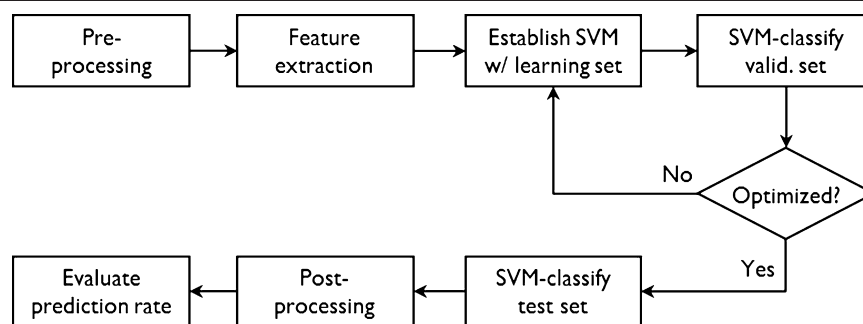 Pre-
processing
Feature
extraction
Establish SVM
w/ learning set
SVM-classify
valid. set
No
Optimized?
Yes
Evaluate
prediction rate
Post-
processing
SVM-classify
test set